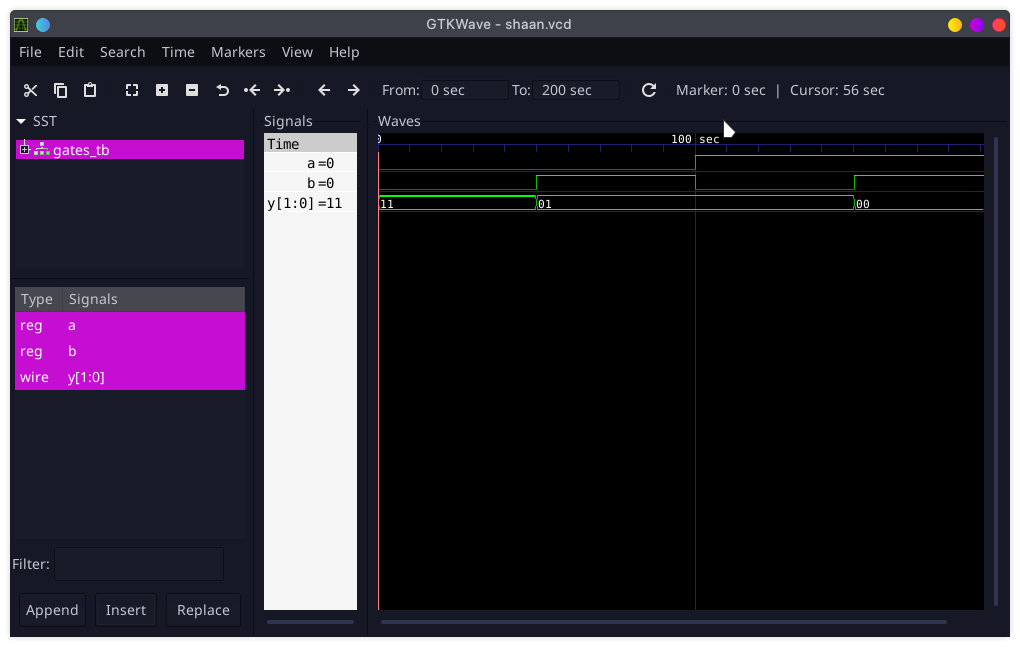 GTKWave - shaan.vcd
File Edit Search Time Markers View Help
From: 0 sec To: 200 sec Marker: 0 sec | Cursor: 56 sec
SST
gates_tb
Type Signals
reg a
reg b
wire y[1:0]
Filter:
Append Insert Replace
Signals
Time
a=0
b=0
y[1:0]=11
Waves
0 100 sec
11 01 00